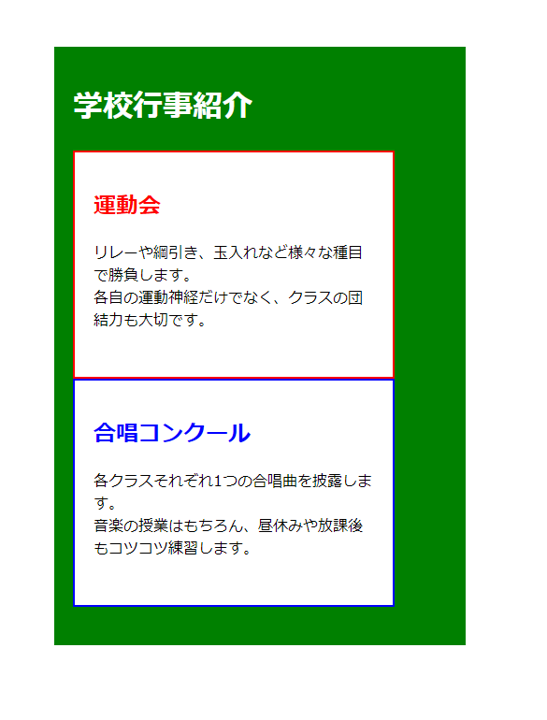 学校行事紹介
運動会
リレーや綱引き、玉入れなど様々な種目
で勝負します。
各自の運動神経だけでなく、クラスの団
結力も大切です。
合唱コンクール
各クラスそれぞれ1つの合唱曲を披露しま
す。
音楽の授業はもちろん、昼休みや放課後
もコツコツ練習します。